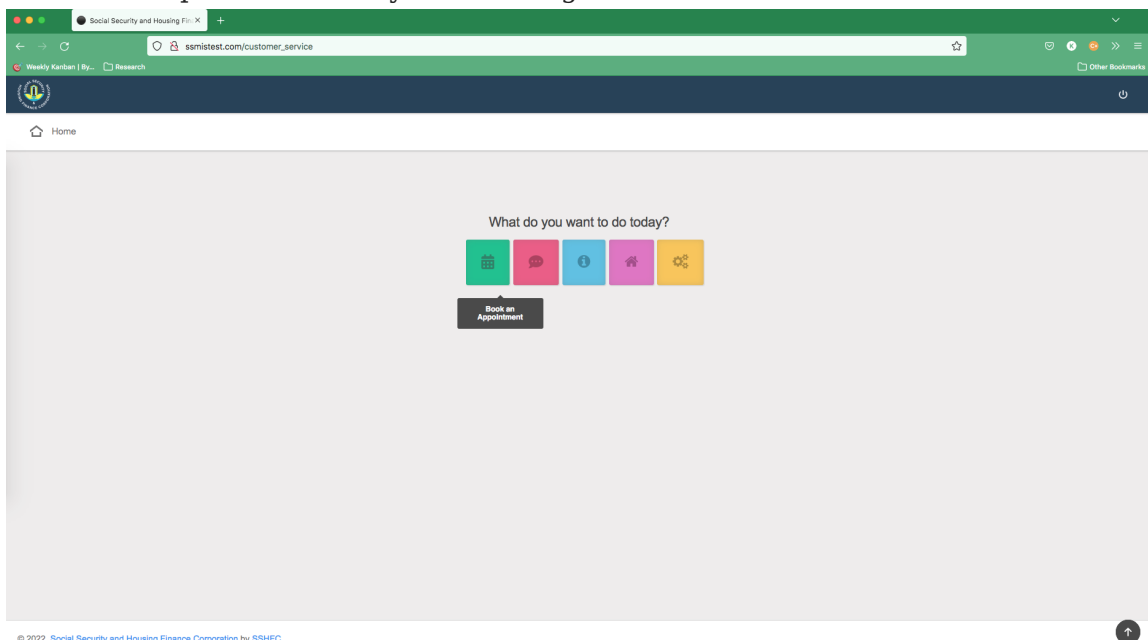 Social Security and Housing Fin
ssmistest.com/customer_service
Weekly Kanban | By...
Research
Other Bookmarks
Home
What do you want to do today?
Book an
Appointment
© 2022, Social Security and Housing Finance Corporation by SSHFC